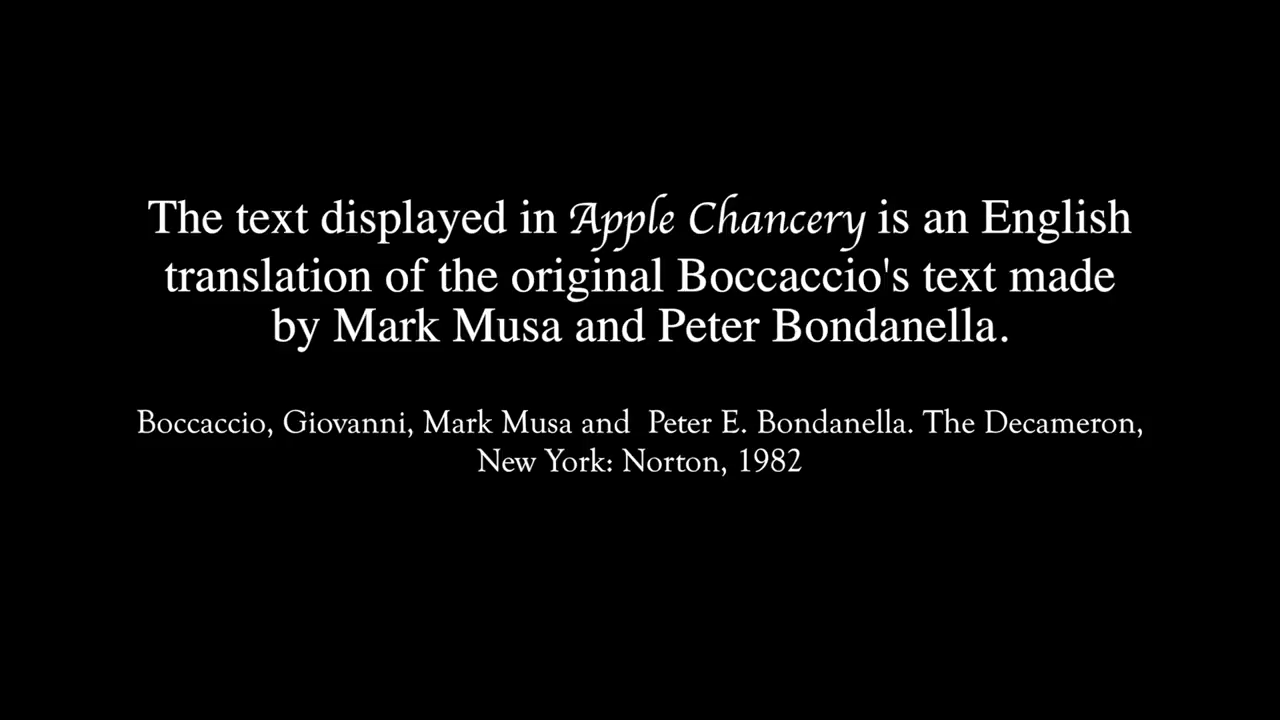 The text displayed in Apple Chancery is an English
translation of the original Boccaccio's text made
by Mark Musa and Peter Bondanella.
Boccaccio, Giovanni, Mark Musa and  Peter E. Bondanella. The Decameron,
New York: Norton, 1982